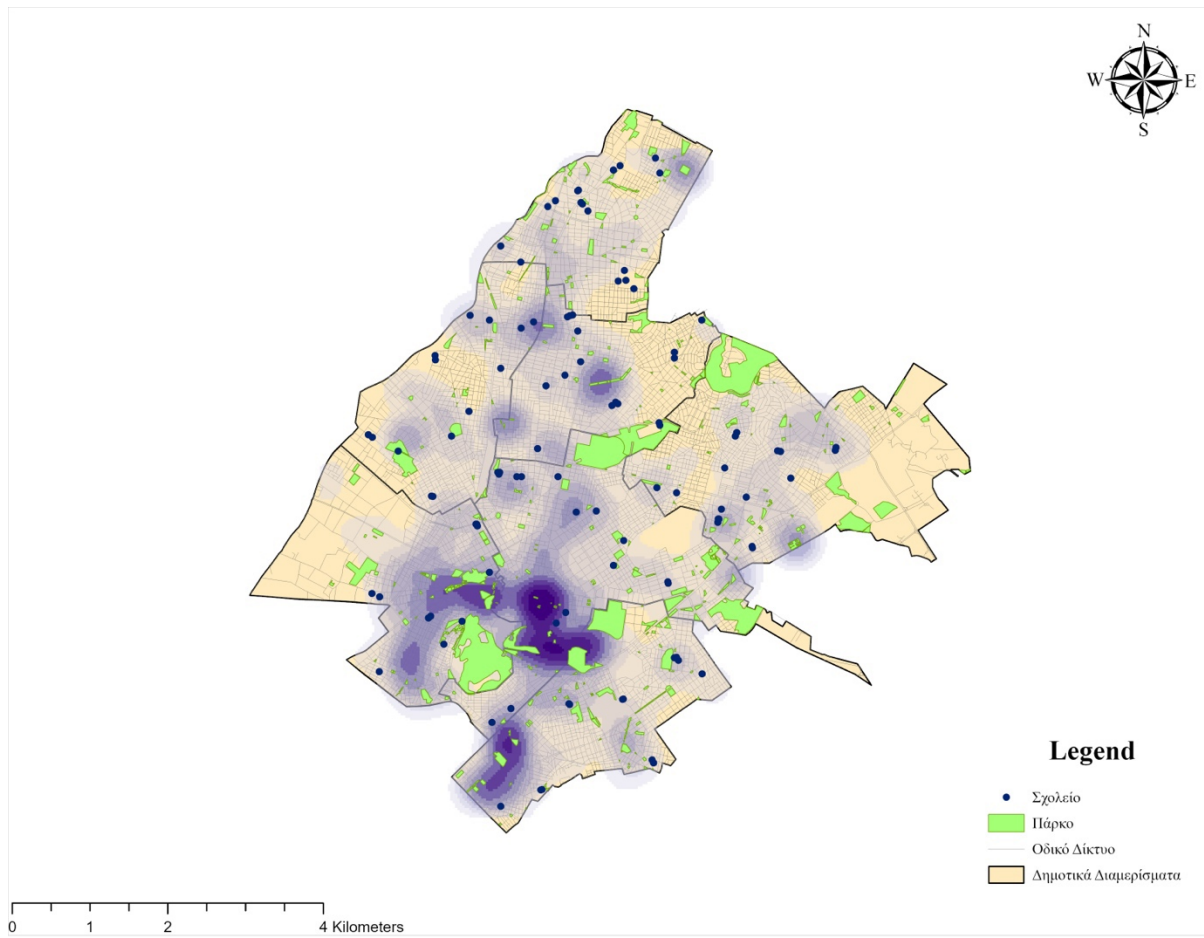 N
W E
S
Legend
Σχολείο
Πάρκο
Οδικό Δίκτυο
Δημοτικά Διαμερίσματα
0 1 2 4 Kilometers